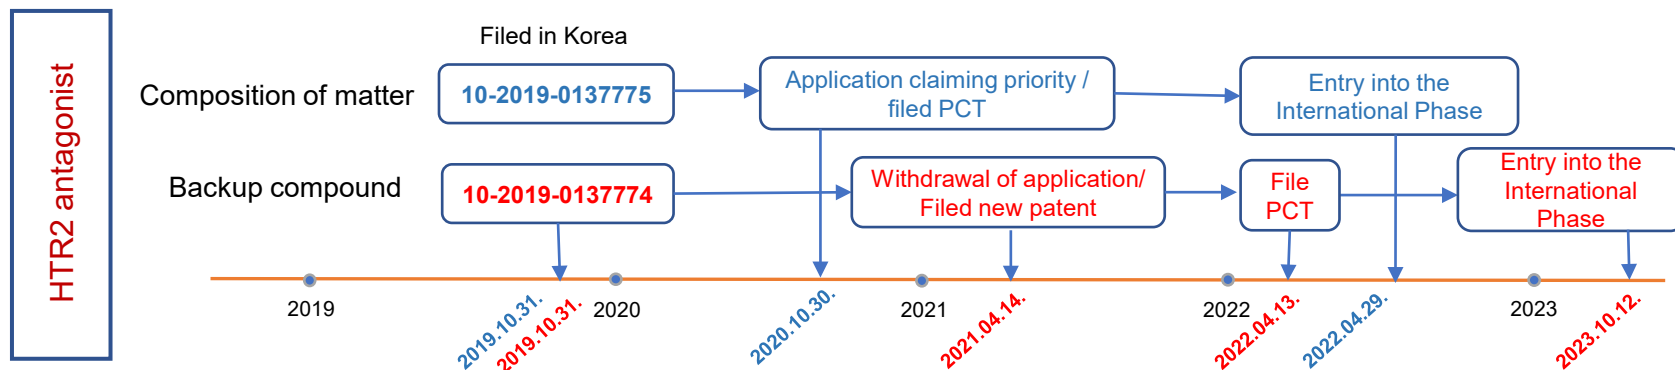 HTR2 antagonist
Filed in Korea
Composition of matter
10-2019-0137775
Application claiming priority /
filed PCT
Entry into the
International Phase
Backup compound
10-2019-0137774
Withdrawal of application/
Filed new patent
File
PCT
Entry into the
International
Phase
2019
2020
2021
2022
2023
2019.10.31.
2019.10.31.
2020.10.30.
2021.04.14.
2022.04.13.
2022.04.29.
2023.10.12.